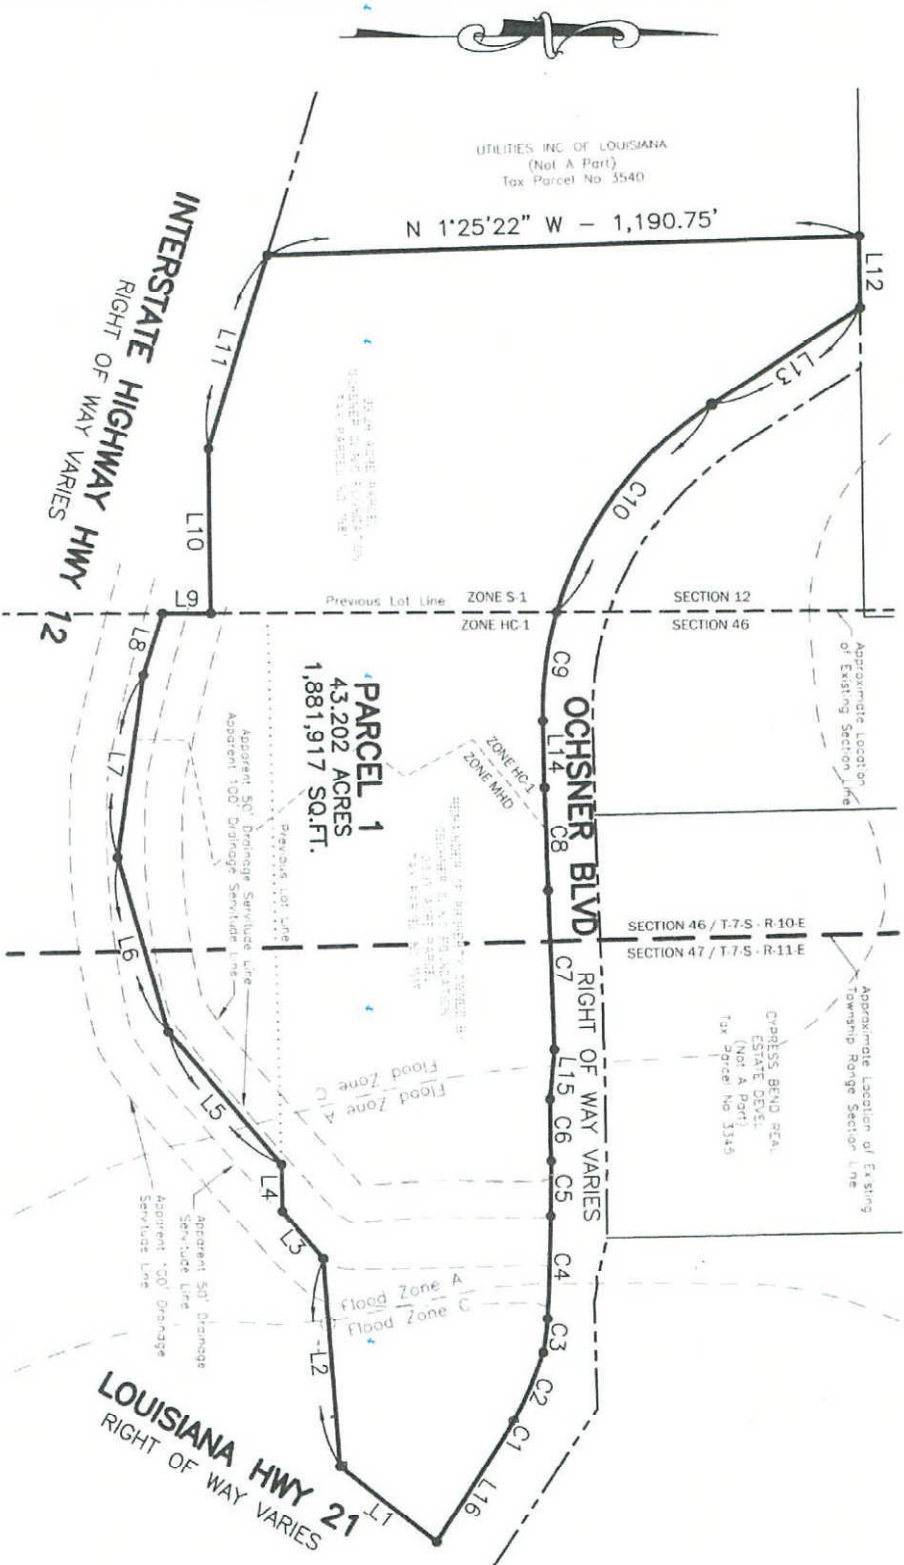 UTILITIES INC OF LOUISIANA
(Not A Part)
Tax Parcel No 3540
N 1°25'22" W – 1,190.75'
L12
L13
L11
INTERSTATE HIGHWAY HWY 12
RIGHT OF WAY VARIES
C10
L10
L9
Previous Lot Line
ZONE S-1
ZONE HC-1
SECTION 12
SECTION 46
L8
Approximate Location
of Existing Section Line
PARCEL 1
43.202 ACRES
1,881,917 SQ.FT.
C9
OCHSNER BLVD
RIGHT OF WAY VARIES
L14
ZONE HC-1
ZONE MHD
L7
C8
Previous Lot Line
Apparent 50' Drainage Servitude Line
Apparent 100' Drainage Servitude Line
SECTION 46 / T-7-S - R-10-E
SECTION 47 / T-7-S - R-11-E
L6
C7
Approximate Location of Existing
Township Range Section Line
CYPRESS BEND REAL
ESTATE DEVEL
(Not A Part)
Tax Parcel No 3345
L15
Flood Zone C
Flood Zone A
L5
C6
L4
C5
L3
C4
Apparent 50' Drainage
Servitude Line
Apparent 100' Drainage
Servitude Line
Flood Zone A
Flood Zone C
C3
L2
C2
C1
L16
L1
LOUISIANA HWY 21
RIGHT OF WAY VARIES